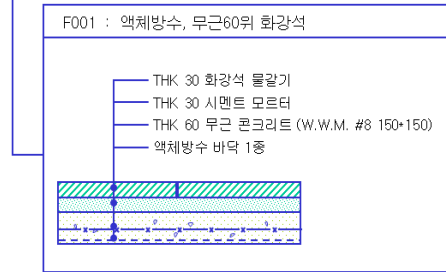 F001 : 액체방수, 무근60위 화강석
THK 30 화강석 물갈기
THK 30 시멘트 모르터
THK 60 무근 콘크리트 (W.W.M. #8 150*150)
액체방수 바닥 1종